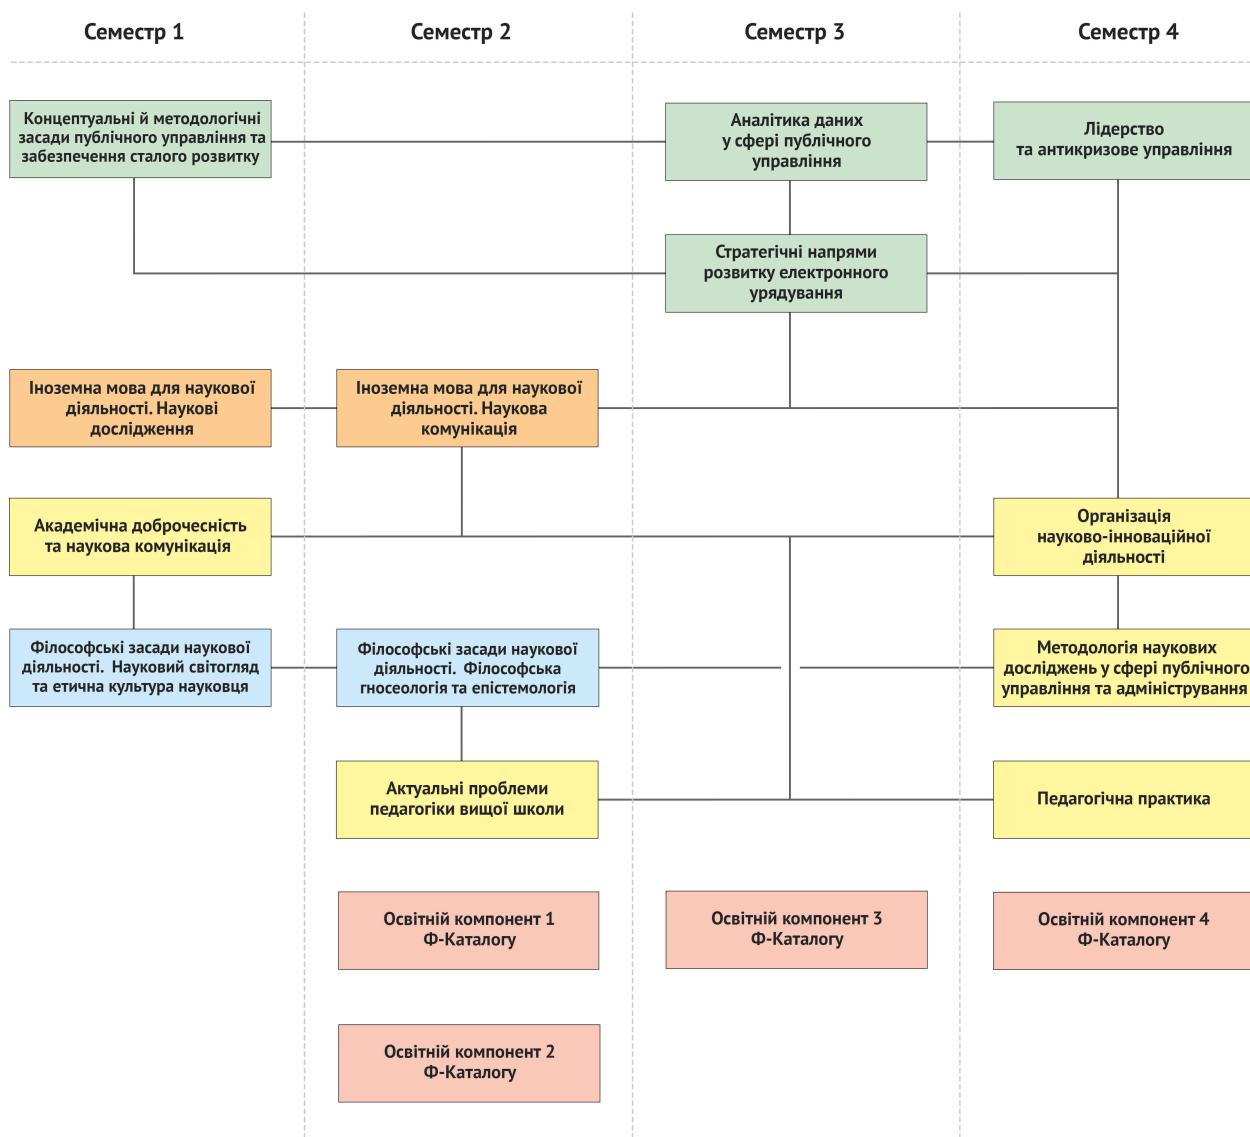 Семестр 1
Семестр 2
Семестр 3
Семестр 4
Концептуальні й методологічні
засади публічного управління та
забезпечення сталого розвитку
Аналітика даних
у сфері публічного
управління
Лідерство
та антикризове управління
Стратегічні напрями
розвитку електронного
урядування
Іноземна мова для наукової
діяльності. Наукові
дослідження
Іноземна мова для наукової
діяльності. Наукова
комунікація
Академічна доброчесність
та наукова комунікація
Організація
науково-інноваційної
діяльності
Філософські засади наукової
діяльності. Науковий світогляд
та етична культура науковця
Філософські засади наукової
діяльності. Філософська
гносеологія та епістемологія
Методологія наукових
досліджень у сфері публічного
управління та адміністрування
Актуальні проблеми
педагогіки вищої школи
Педагогічна практика
Освітній компонент 1
Ф-Каталогу
Освітній компонент 3
Ф-Каталогу
Освітній компонент 4
Ф-Каталогу
Освітній компонент 2
Ф-Каталогу